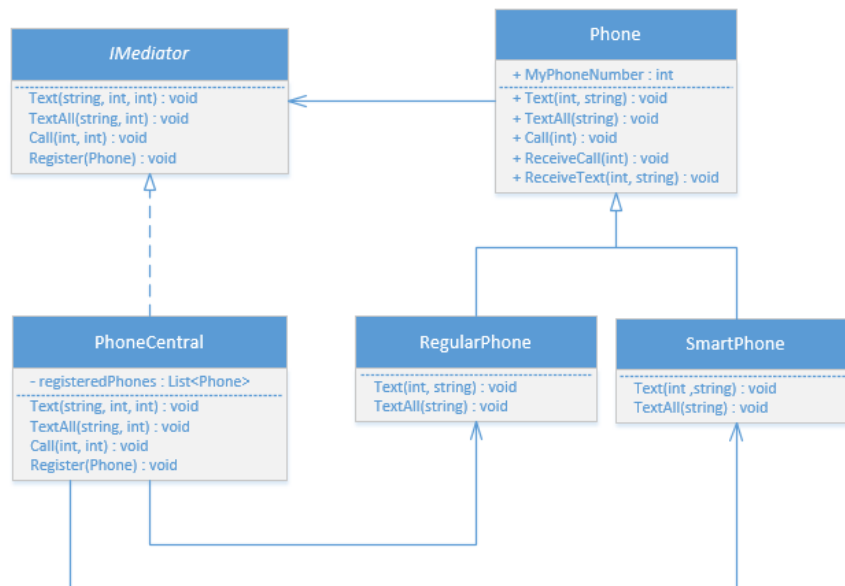 IMediator
Text(string, int, int) : void
TextAll(string, int) : void
Call(int, int) : void
Register(Phone) : void
Phone
+ MyPhoneNumber : int
+ Text(int, string) : void
+ TextAll(string) : void
+ Call(int) : void
+ ReceiveCall(int) : void
+ ReceiveText(int, string) : void
PhoneCentral
- registeredPhones : List<Phone>
Text(string, int, int) : void
TextAll(string, int) : void
Call(int, int) : void
Register(Phone) : void
RegularPhone
Text(int, string) : void
TextAll(string) : void
SmartPhone
Text(int ,string) : void
TextAll(string) : void